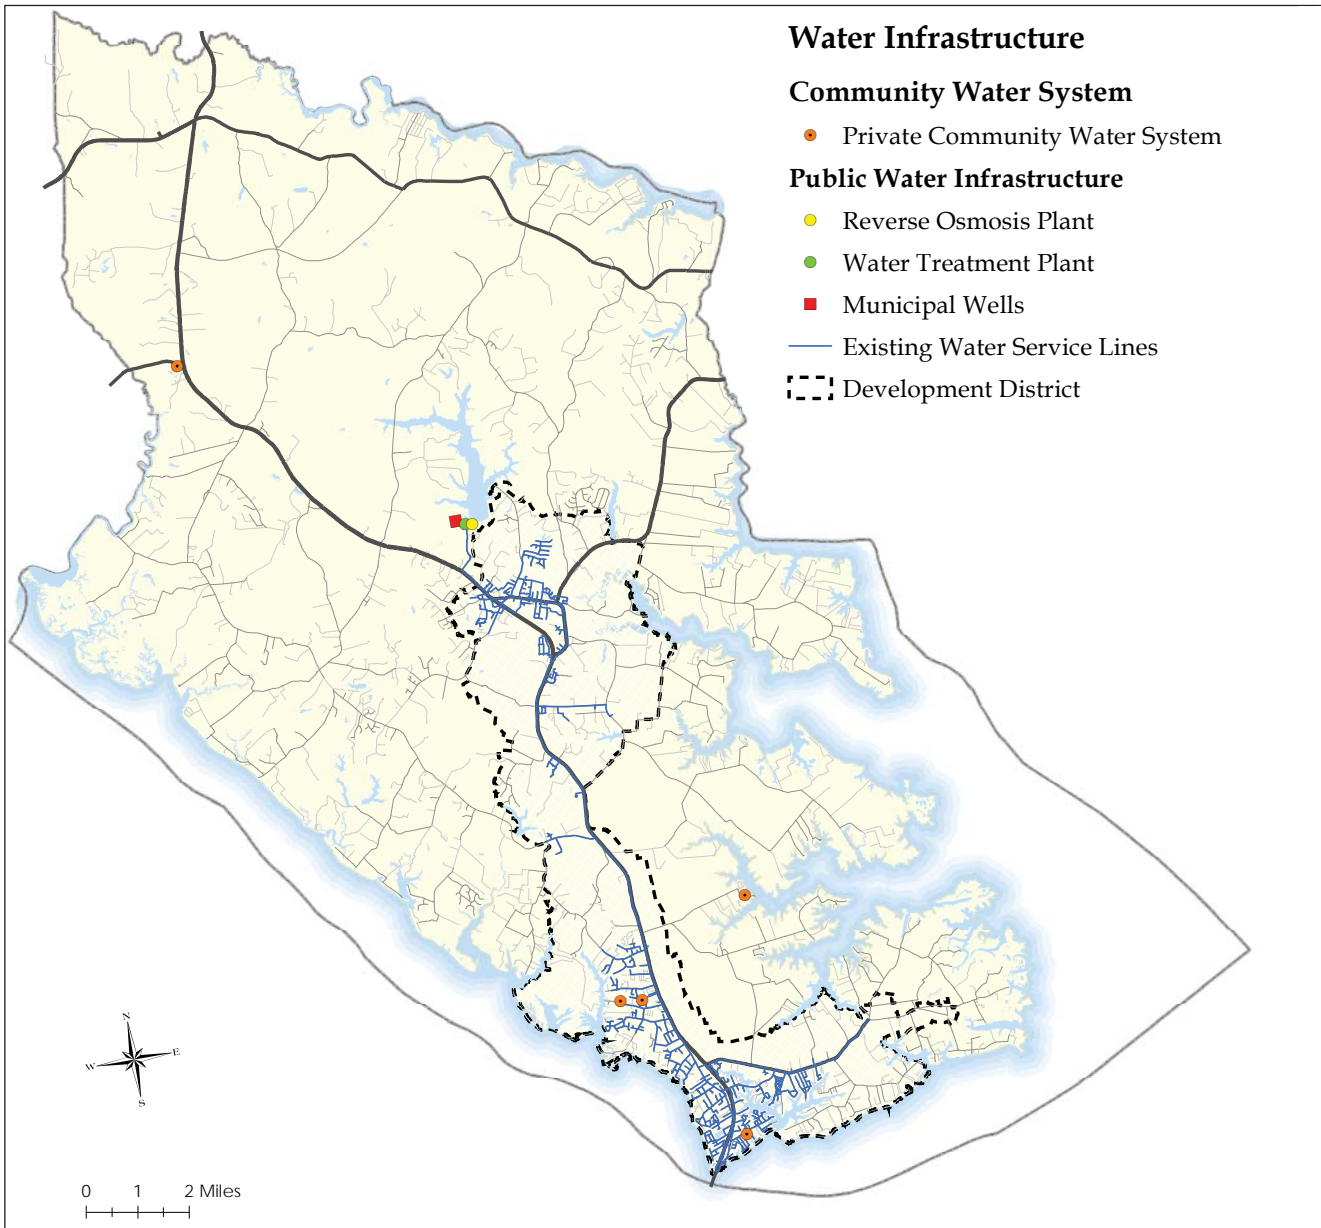 Water Infrastructure
Community Water System
Private Community Water System
Public Water Infrastructure
Reverse Osmosis Plant
Water Treatment Plant
Municipal Wells
Existing Water Service Lines
Development District
N
W E
S
0 1 2 Miles